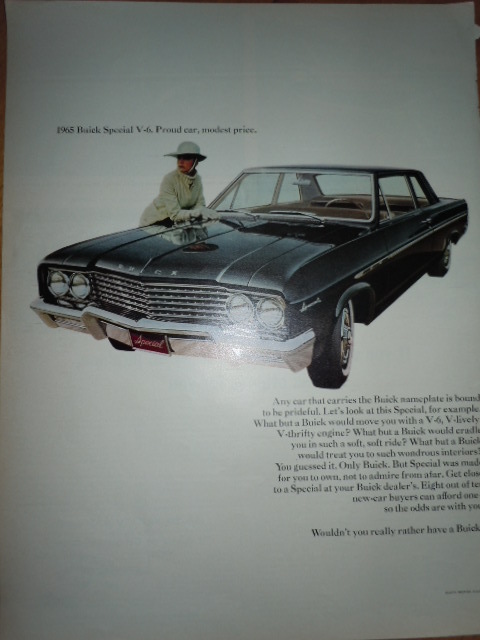 1965 Buick Special V-6. Proud car, modest price.
BUICK
Special
Any car that carries the Buick nameplate is bound
to be prideful. Let's look at this Special, for example.
What but a Buick would move you with a V-6, V-lively
V-thrifty engine? What but a Buick would cradle
you in such a soft, soft ride? What but a Buick
would treat you to such wondrous interiors?
You guessed it. Only Buick. But Special was made
for you to own, not to admire from afar. Get close
to a Special at your Buick dealer's. Eight out of te
new-car buyers can afford one
so the odds are with you
Wouldn't you really rather have a Buick